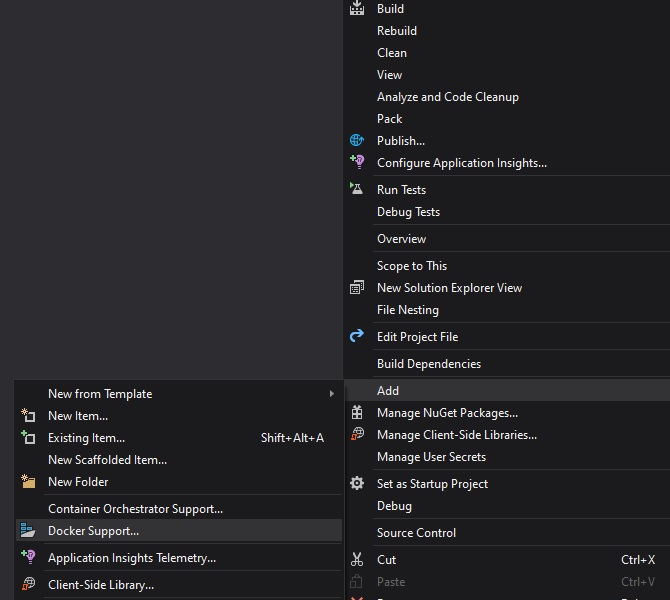 Build
Rebuild
Clean
View
Analyze and Code Cleanup
Pack
Publish...
Configure Application Insights...
Run Tests
Debug Tests
Overview
Scope to This
New Solution Explorer View
File Nesting
Edit Project File
Build Dependencies
Add
Manage NuGet Packages...
Manage Client-Side Libraries...
Manage User Secrets
Set as Startup Project
Debug
Source Control
Cut Ctrl+X
Paste Ctrl+V
New from Template
New Item...
Existing Item... Shift+Alt+A
New Scaffolded Item...
New Folder
Container Orchestrator Support...
Docker Support...
Application Insights Telemetry...
Client-Side Library...